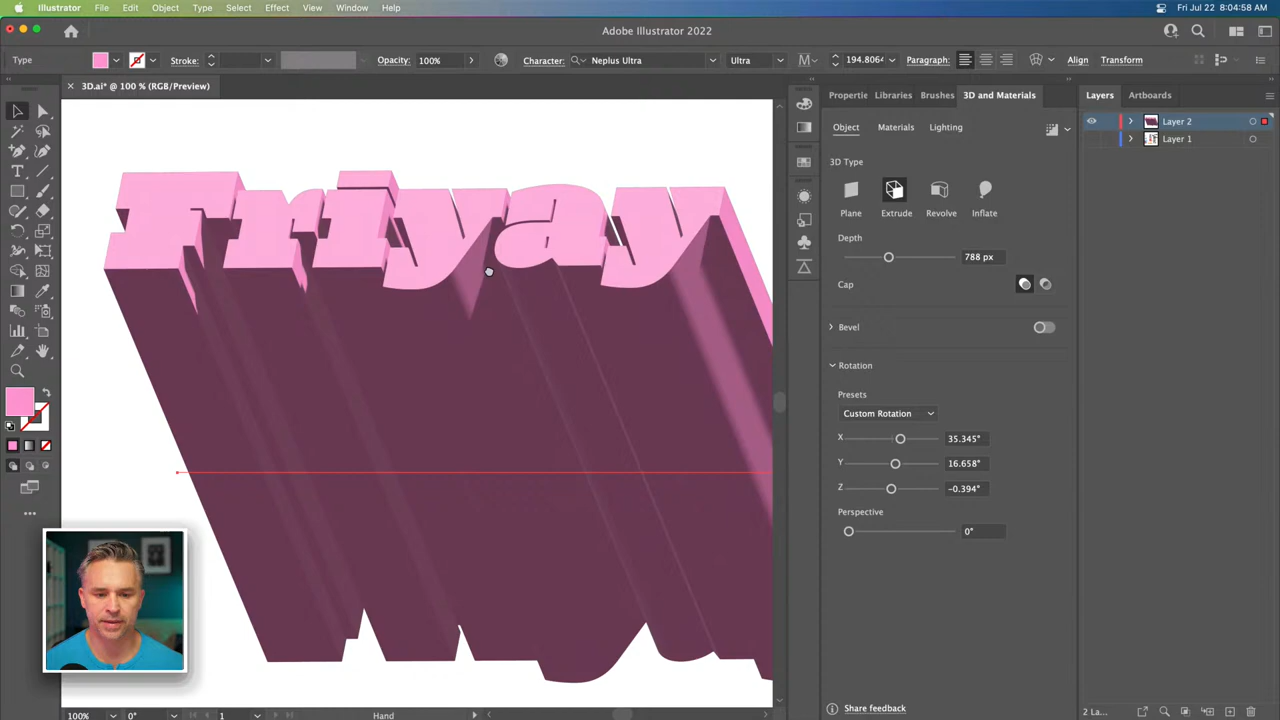 Illustrator File Edit Object Type Select Effect View Window Help
Fri Jul 22 8:04:58 AM
Adobe Illustrator 2022
Type Stroke: Opacity: 100% Character: Neplus Ultra Ultra 194.8064 Paragraph: Align Transform
3D.ai* @ 100 % (RGB/Preview)
Propertie Libraries Brushes 3D and Materials
Layers Artboards
Object Materials Lighting
Layer 2
Layer 1
3D Type
Plane Extrude Revolve Inflate
Depth
788 px
Cap
Bevel
Rotation
Presets
Custom Rotation
X 35.345°
Y 16.658°
Z -0.394°
Perspective
0°
Friyay
Share feedback
100% 0° 1 Hand
2 La...